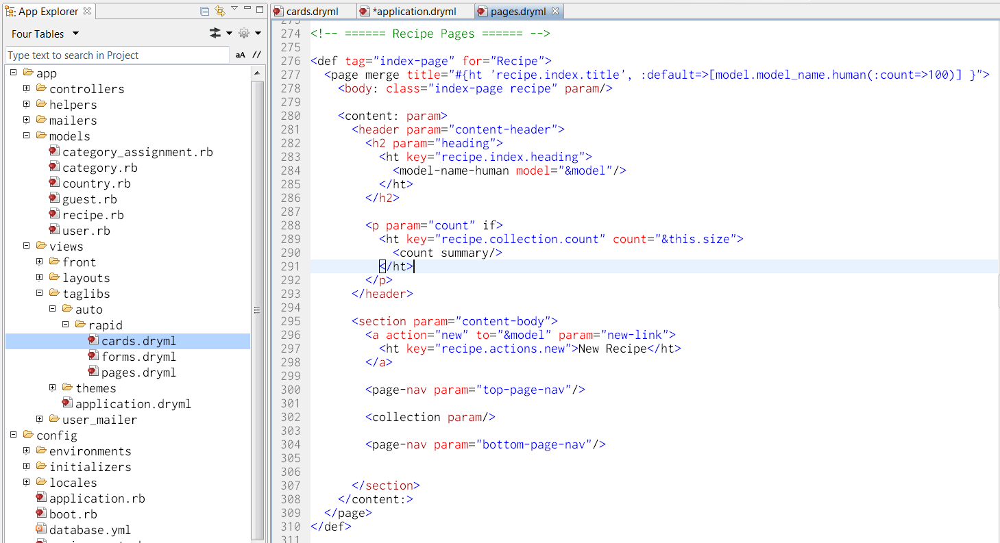 App Explorer
Four Tables
Type text to search in Project
aA //
app
controllers
helpers
mailers
models
category_assignment.rb
category.rb
country.rb
guest.rb
recipe.rb
user.rb
views
front
layouts
taglibs
auto
rapid
cards.dryml
forms.dryml
pages.dryml
themes
application.dryml
user_mailer
config
environments
initializers
locales
application.rb
boot.rb
database.yml
cards.dryml *application.dryml pages.dryml
273
274 <!-- ====== Recipe Pages ====== -->
275
276 <def tag="index-page" for="Recipe">
277 <page merge title="#{ht 'recipe.index.title', :default=>[model.model_name.human(:count=>100)] }">
278 <body: class="index-page recipe" param/>
279
280 <content: param>
281 <header param="content-header">
282 <h2 param="heading">
283 <ht key="recipe.index.heading">
284 <model-name-human model="&model"/>
285 </ht>
286 </h2>
287
288 <p param="count" if>
289 <ht key="recipe.collection.count" count="&this.size">
290 <count summary/>
291 </ht>
292 </p>
293 </header>
294
295 <section param="content-body">
296 <a action="new" to="&model" param="new-link">
297 <ht key="recipe.actions.new">New Recipe</ht>
298 </a>
299
300 <page-nav param="top-page-nav"/>
301
302 <collection param/>
303
304 <page-nav param="bottom-page-nav"/>
305
306
307 </section>
308 </content:>
309 </page>
310 </def>
311